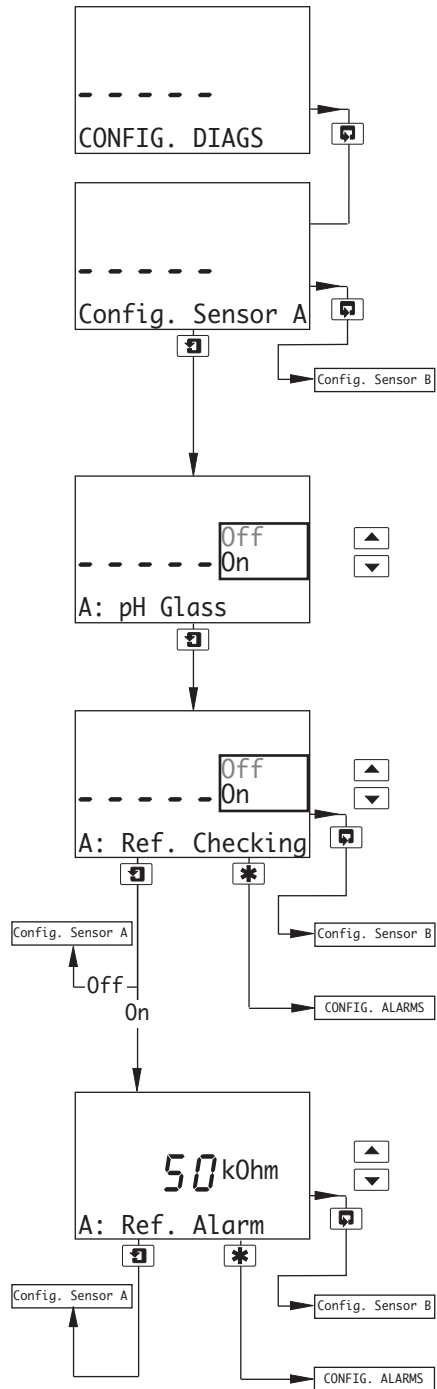 - - - - -
CONFIG. DIAGS
- - - - -
Config. Sensor A
Config. Sensor B
Off
- - - - - On
A: pH Glass
Off
- - - - - On
A: Ref. Checking
Config. Sensor A
Config. Sensor B
Off
CONFIG. ALARMS
On
50 kOhm
A: Ref. Alarm
Config. Sensor A
Config. Sensor B
CONFIG. ALARMS